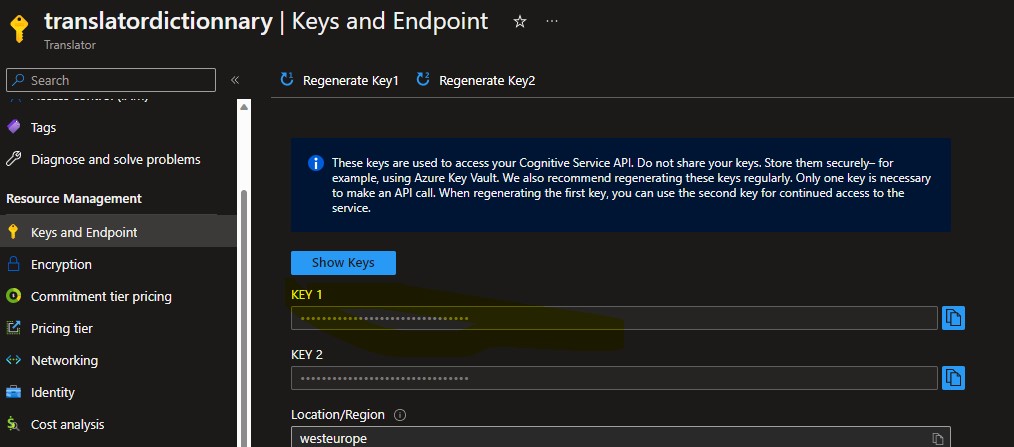 translatordictionnary | Keys and Endpoint
Translator
Search
Regenerate Key1
Regenerate Key2
Access control (IAM)
Tags
Diagnose and solve problems
Resource Management
Keys and Endpoint
Encryption
Commitment tier pricing
Pricing tier
Networking
Identity
Cost analysis
These keys are used to access your Cognitive Service API. Do not share your keys. Store them securely– for
example, using Azure Key Vault. We also recommend regenerating these keys regularly. Only one key is necessary
to make an API call. When regenerating the first key, you can use the second key for continued access to the
service.
Show Keys
KEY 1
KEY 2
Location/Region
westeurope